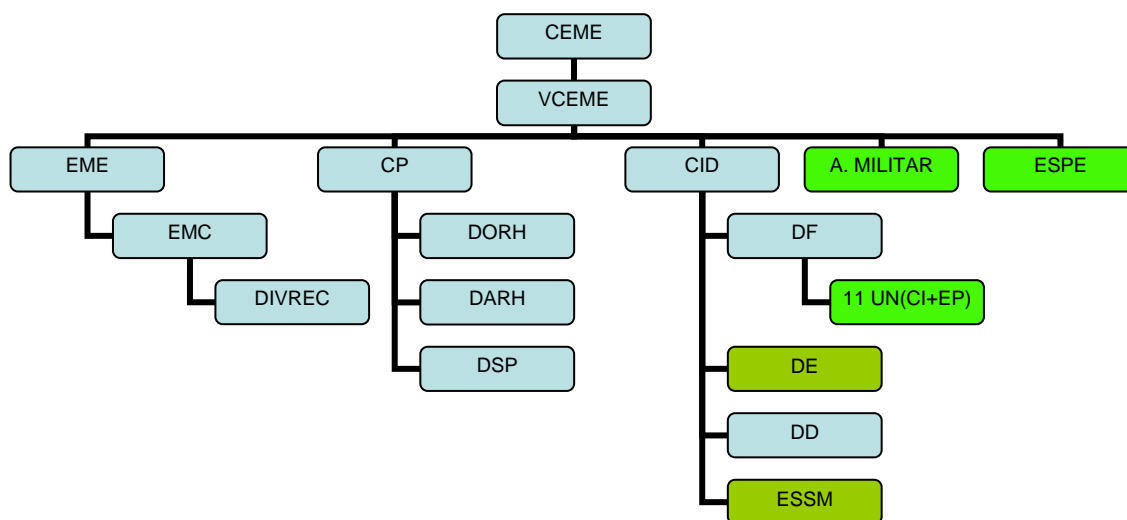 CEME
VCEME
EME
CP
CID
A. MILITAR
ESPE
EMC
DORH
DF
DIVREC
DARH
11 UN(CI+EP)
DSP
DE
DD
ESSM